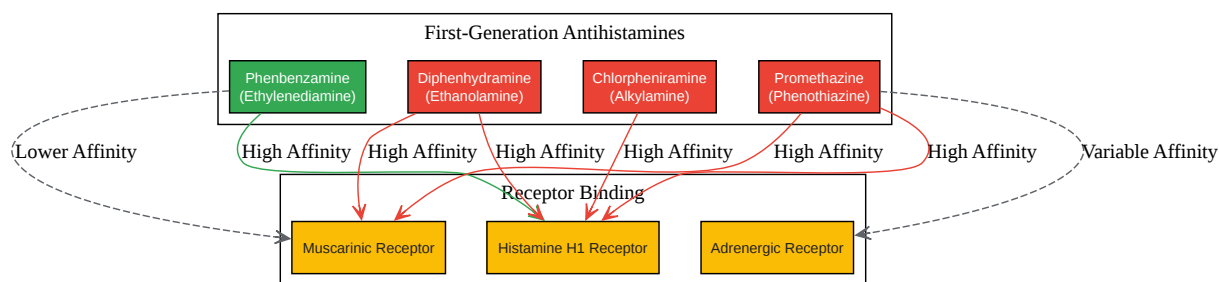 First-Generation Antihistamines
Phenbenzamine
(Ethylenediamine)
Diphenhydramine
(Ethanolamine)
Chlorpheniramine
(Alkylamine)
Promethazine
(Phenothiazine)
Lower Affinity
High Affinity
High Affinity
High Affinity
High Affinity
High Affinity
High Affinity
Variable Affinity
Receptor Binding
Muscarinic Receptor
Histamine H1 Receptor
Adrenergic Receptor